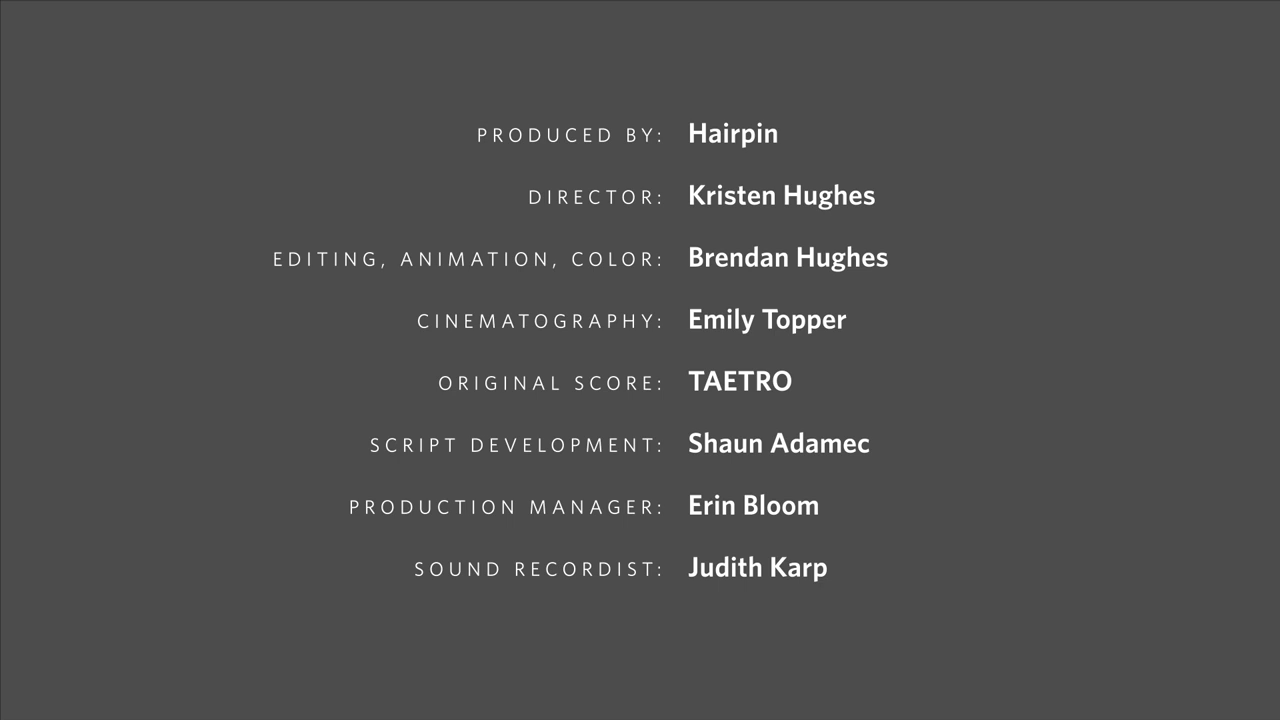 PRODUCED BY: Hairpin
DIRECTOR: Kristen Hughes
EDITING, ANIMATION, COLOR: Brendan Hughes
CINEMATOGRAPHY: Emily Topper
ORIGINAL SCORE: TAETRO
SCRIPT DEVELOPMENT: Shaun Adamec
PRODUCTION MANAGER: Erin Bloom
SOUND RECORDIST: Judith Karp